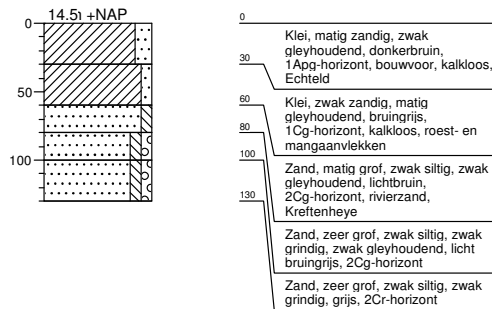 14.51 +NAP
0
50
100
0
Klei, matig zandig, zwak
gleyhoudend, donkerbruin,
1Apg-horizont, bouwvoor, kalkloos,
Echteld
30
Klei, zwak zandig, matig
gleyhoudend, bruingrijs,
1Cg-horizont, kalkloos, roest- en
mangaanvlekken
60
Zand, matig grof, zwak siltig, zwak
gleyhoudend, lichtbruin,
2Cg-horizont, rivierzand,
Kreftenheye
80
Zand, zeer grof, zwak siltig, zwak
grindig, zwak gleyhoudend, licht
bruingrijs, 2Cg-horizont
100
Zand, zeer grof, zwak siltig, zwak
grindig, grijs, 2Cr-horizont
130